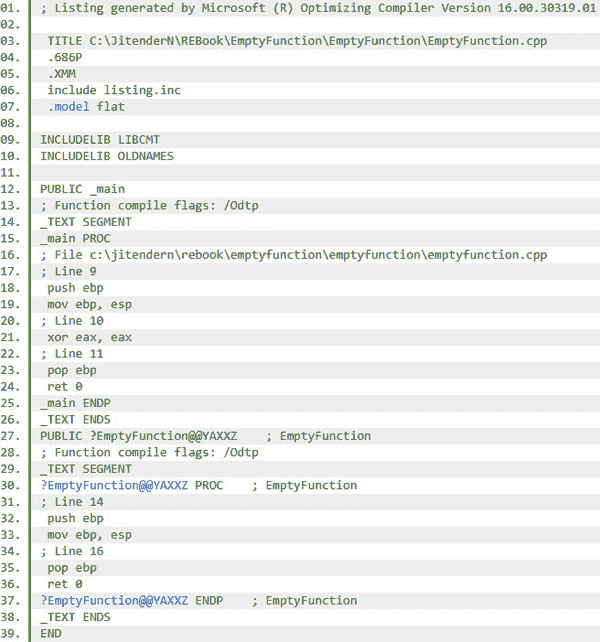 01. ; Listing generated by Microsoft (R) Optimizing Compiler Version 16.00.30319.01
02.
03. TITLE C:\JitenderN\REBook\EmptyFunction\EmptyFunction\EmptyFunction.cpp
04. .686P
05. .XMM
06. include listing.inc
07. .model flat
08.
09. INCLUDELIB LIBCMT
10. INCLUDELIB OLDNAMES
11.
12. PUBLIC _main
13. ; Function compile flags: /Odtp
14. _TEXT SEGMENT
15. _main PROC
16. ; File c:\jitendern\rebook\emptyfunction\emptyfunction\emptyfunction.cpp
17. ; Line 9
18. push ebp
19. mov ebp, esp
20. ; Line 10
21. xor eax, eax
22. ; Line 11
23. pop ebp
24. ret 0
25. _main ENDP
26. _TEXT ENDS
27. PUBLIC ?EmptyFunction@@YAXXZ ; EmptyFunction
28. ; Function compile flags: /Odtp
29. _TEXT SEGMENT
30. ?EmptyFunction@@YAXXZ PROC ; EmptyFunction
31. ; Line 14
32. push ebp
33. mov ebp, esp
34. ; Line 16
35. pop ebp
36. ret 0
37. ?EmptyFunction@@YAXXZ ENDP ; EmptyFunction
38. _TEXT ENDS
39. END